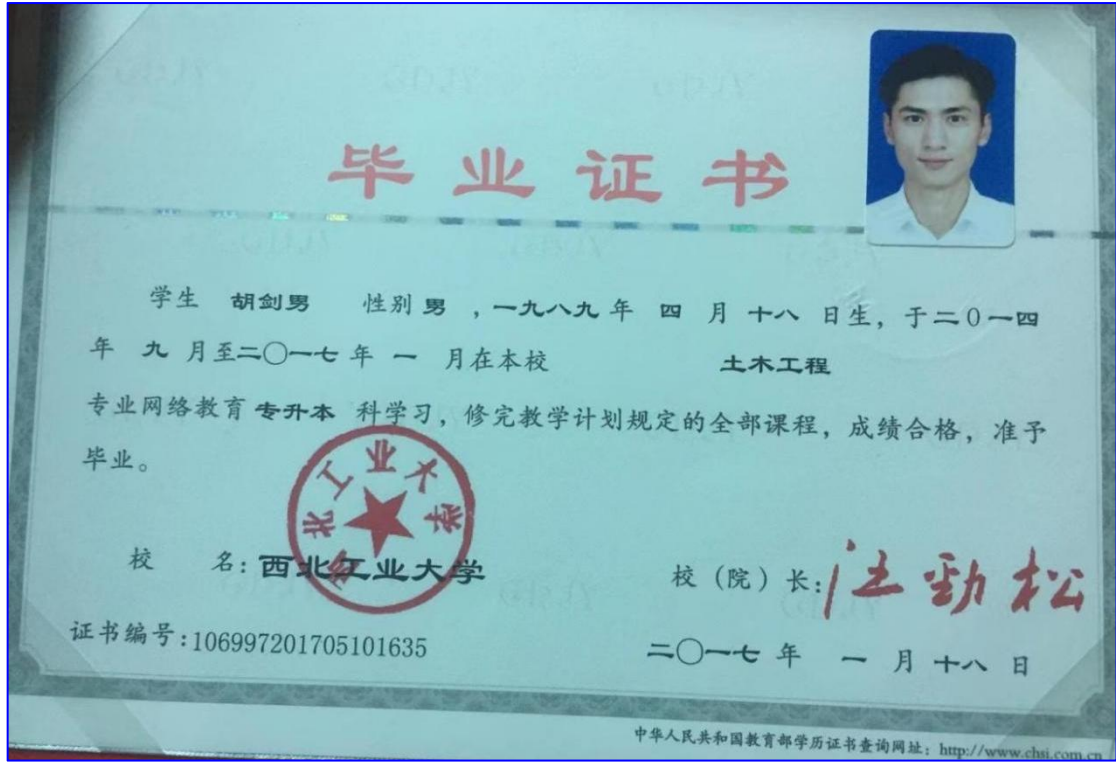 毕业证书
学生 胡剑男 性别 男 ，一九八九 年 四 月 十八 日生，于二0一四
年 九 月至二〇一七 年 一 月在本校 土木工程
专业网络教育 专升本 科学习，修完教学计划规定的全部课程，成绩合格，准予
毕业。
西北工业大学
校 名：西北工业大学
校（院）长：汪劲松
证书编号：106997201705101635
二〇一七 年 一 月 十八 日
中华人民共和国教育部学历证书查询网址：http://www.chsi.com.cn